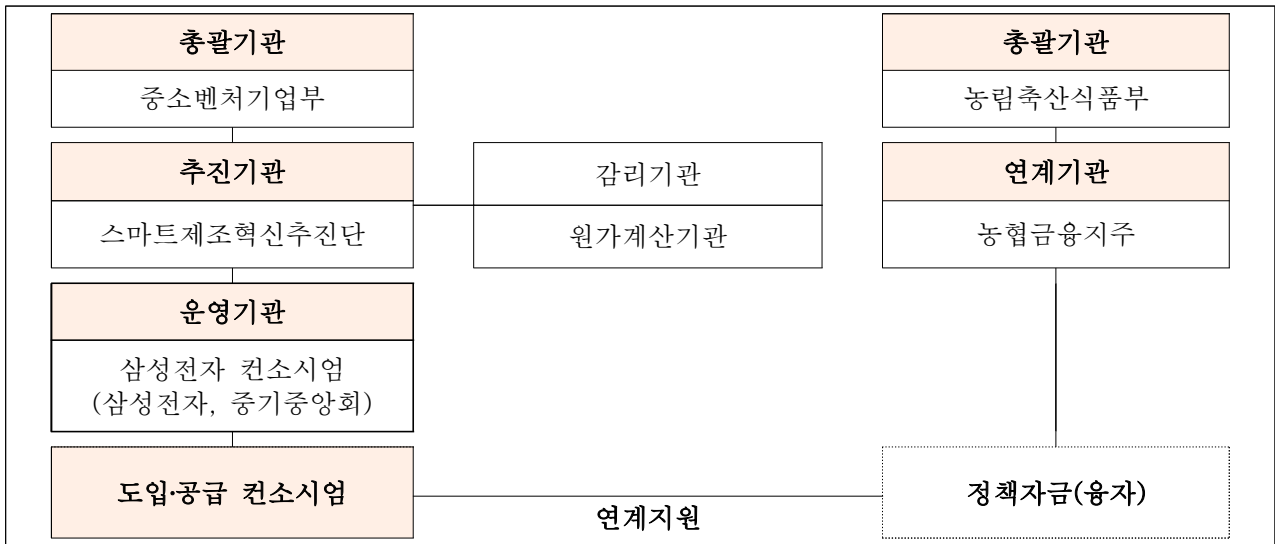 총괄기관
중소벤처기업부
추진기관
스마트제조혁신추진단
감리기관
원가계산기관
운영기관
삼성전자 컨소시엄
(삼성전자, 중기중앙회)
도입·공급 컨소시엄
연계지원
총괄기관
농림축산식품부
연계기관
농협금융지주
정책자금(융자)